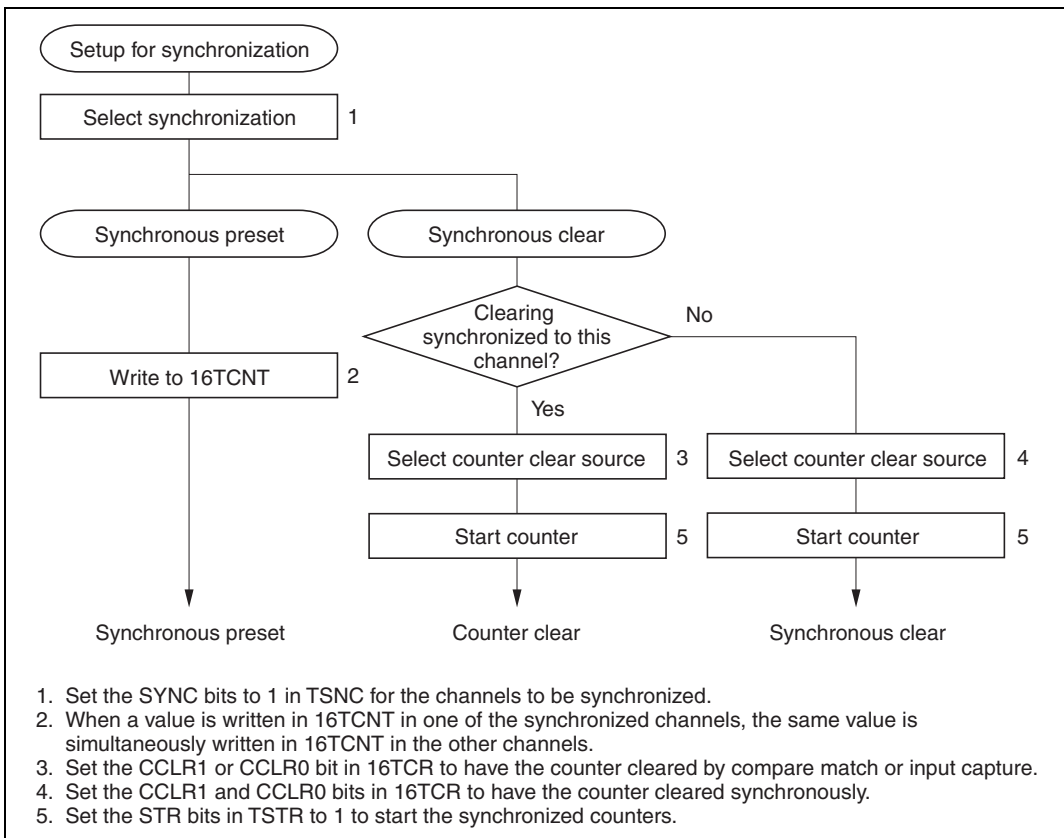 Setup for synchronization
Select synchronization 1
Synchronous preset
Synchronous clear
Clearing
synchronized to this
channel?
No
Yes
Write to 16TCNT 2
Select counter clear source 3
Select counter clear source 4
Start counter 5
Start counter 5
Synchronous preset
Counter clear
Synchronous clear
1. Set the SYNC bits to 1 in TSNC for the channels to be synchronized.
2. When a value is written in 16TCNT in one of the synchronized channels, the same value is
simultaneously written in 16TCNT in the other channels.
3. Set the CCLR1 or CCLR0 bit in 16TCR to have the counter cleared by compare match or input capture.
4. Set the CCLR1 and CCLR0 bits in 16TCR to have the counter cleared synchronously.
5. Set the STR bits in TSTR to 1 to start the synchronized counters.